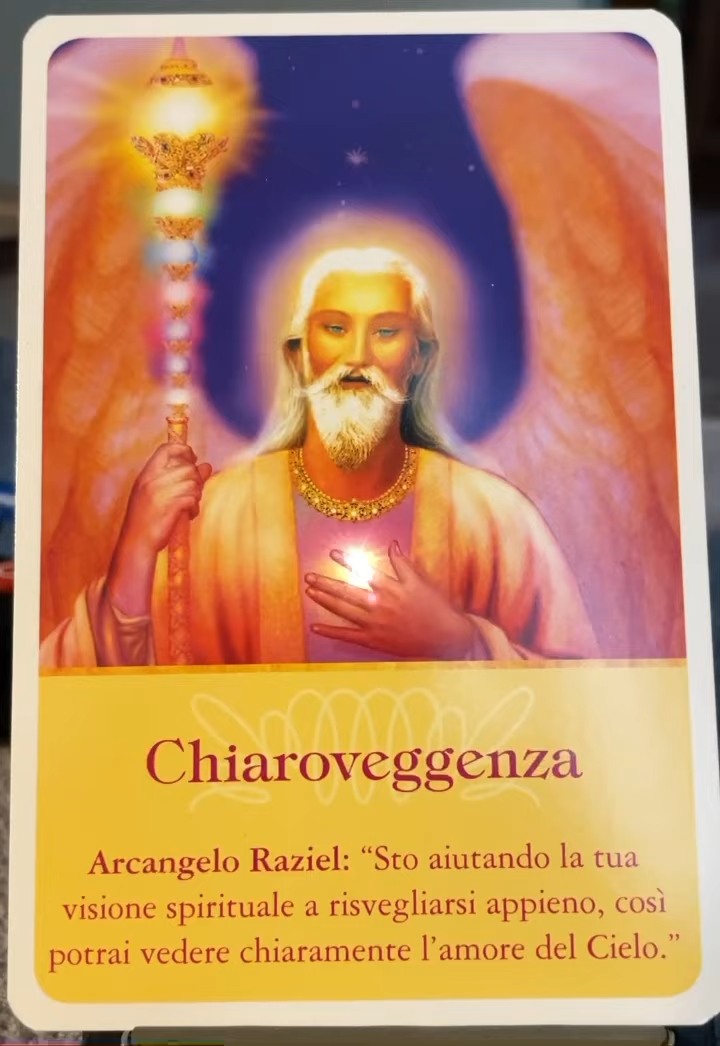 Chiaroveggenza
Arcangelo Raziel: “Sto aiutando la tua
visione spirituale a risvegliarsi appieno, così
potrai vedere chiaramente l’amore del Cielo.”